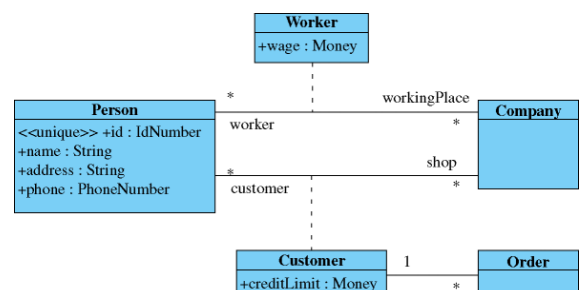 Worker
+wage : Money
*
workingPlace
Person
Company
worker
*
<<unique>> +id : IdNumber
+name : String
+address : String
+phone : PhoneNumber
shop
*
customer
*
Customer
1
Order
+creditLimit : Money
*